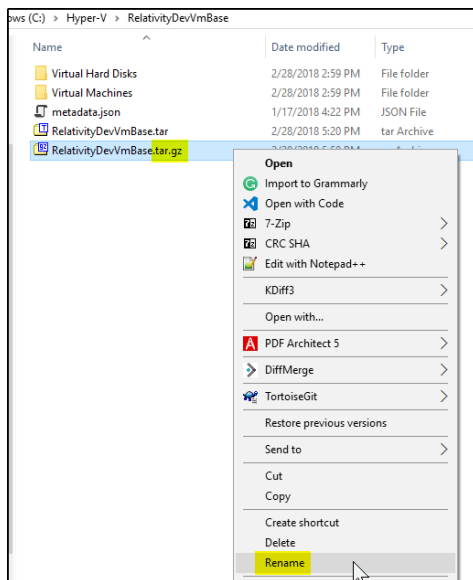 ows (C:) > Hyper-V > RelativityDevVmBase
Name Date modified Type
Virtual Hard Disks 2/28/2018 2:59 PM File folder
Virtual Machines 2/28/2018 2:59 PM File folder
metadata.json 1/17/2018 4:22 PM JSON File
RelativityDevVmBase.tar 2/28/2018 5:20 PM tar Archive
RelativityDevVmBase.tar.gz
Open
Import to Grammarly
Open with Code
7-Zip
CRC SHA
Edit with Notepad++
KDiff3
Open with...
PDF Architect 5
DiffMerge
TortoiseGit
Restore previous versions
Send to
Cut
Copy
Create shortcut
Delete
Rename